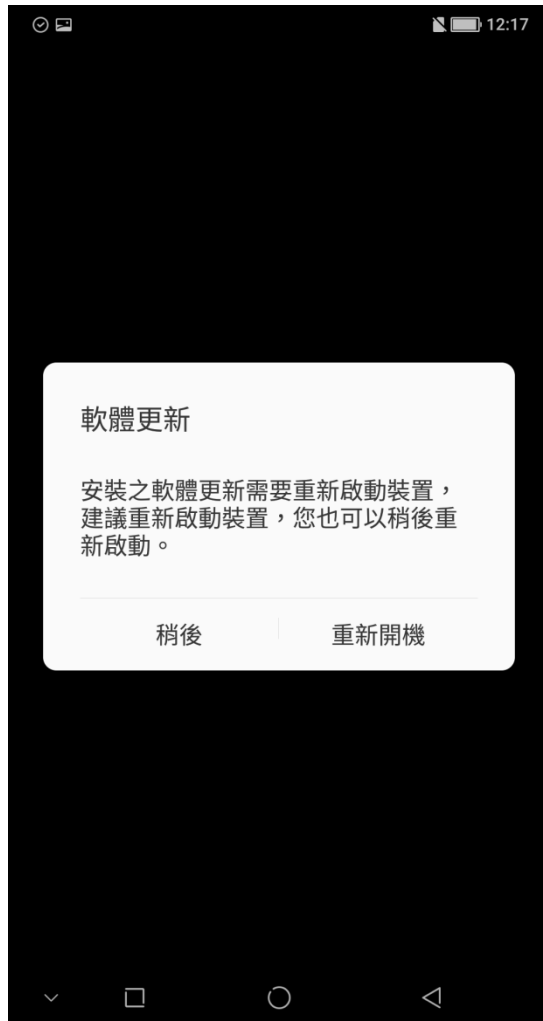 12:17
軟體更新
安裝之軟體更新需要重新啟動裝置，
建議重新啟動裝置，您也可以稍後重
新啟動。
稍後
重新開機